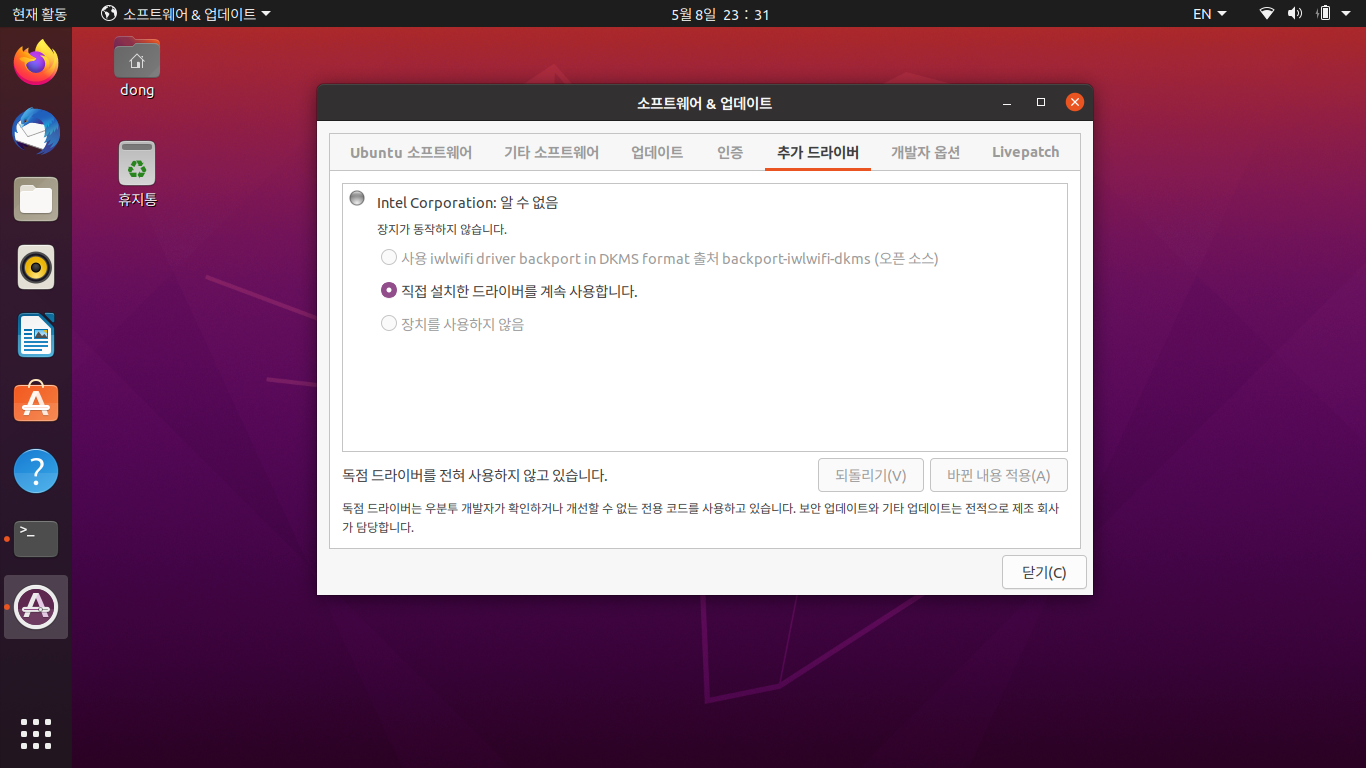 현재 활동
소프트웨어 & 업데이트
5월 8일 23 : 31
EN
dong
휴지통
소프트웨어 & 업데이트
Ubuntu 소프트웨어
기타 소프트웨어
업데이트
인증
추가 드라이버
개발자 옵션
Livepatch
Intel Corporation: 알 수 없음
장지가 동작하지 않습니다.
사용 iwlwifi driver backport in DKMS format 출처 backport-iwlwifi-dkms (오픈 소스)
직접 설치한 드라이버를 계속 사용합니다.
장치를 사용하지 않음
독점 드라이버를 전혀 사용하지 않고 있습니다.
되돌리기(V)
바뀐 내용 적용(A)
독점 드라이버는 우분투 개발자가 확인하거나 개선할 수 없는 전용 코드를 사용하고 있습니다. 보안 업데이트와 기타 업데이트는 전적으로 제조 회사
가 담당합니다.
닫기(C)